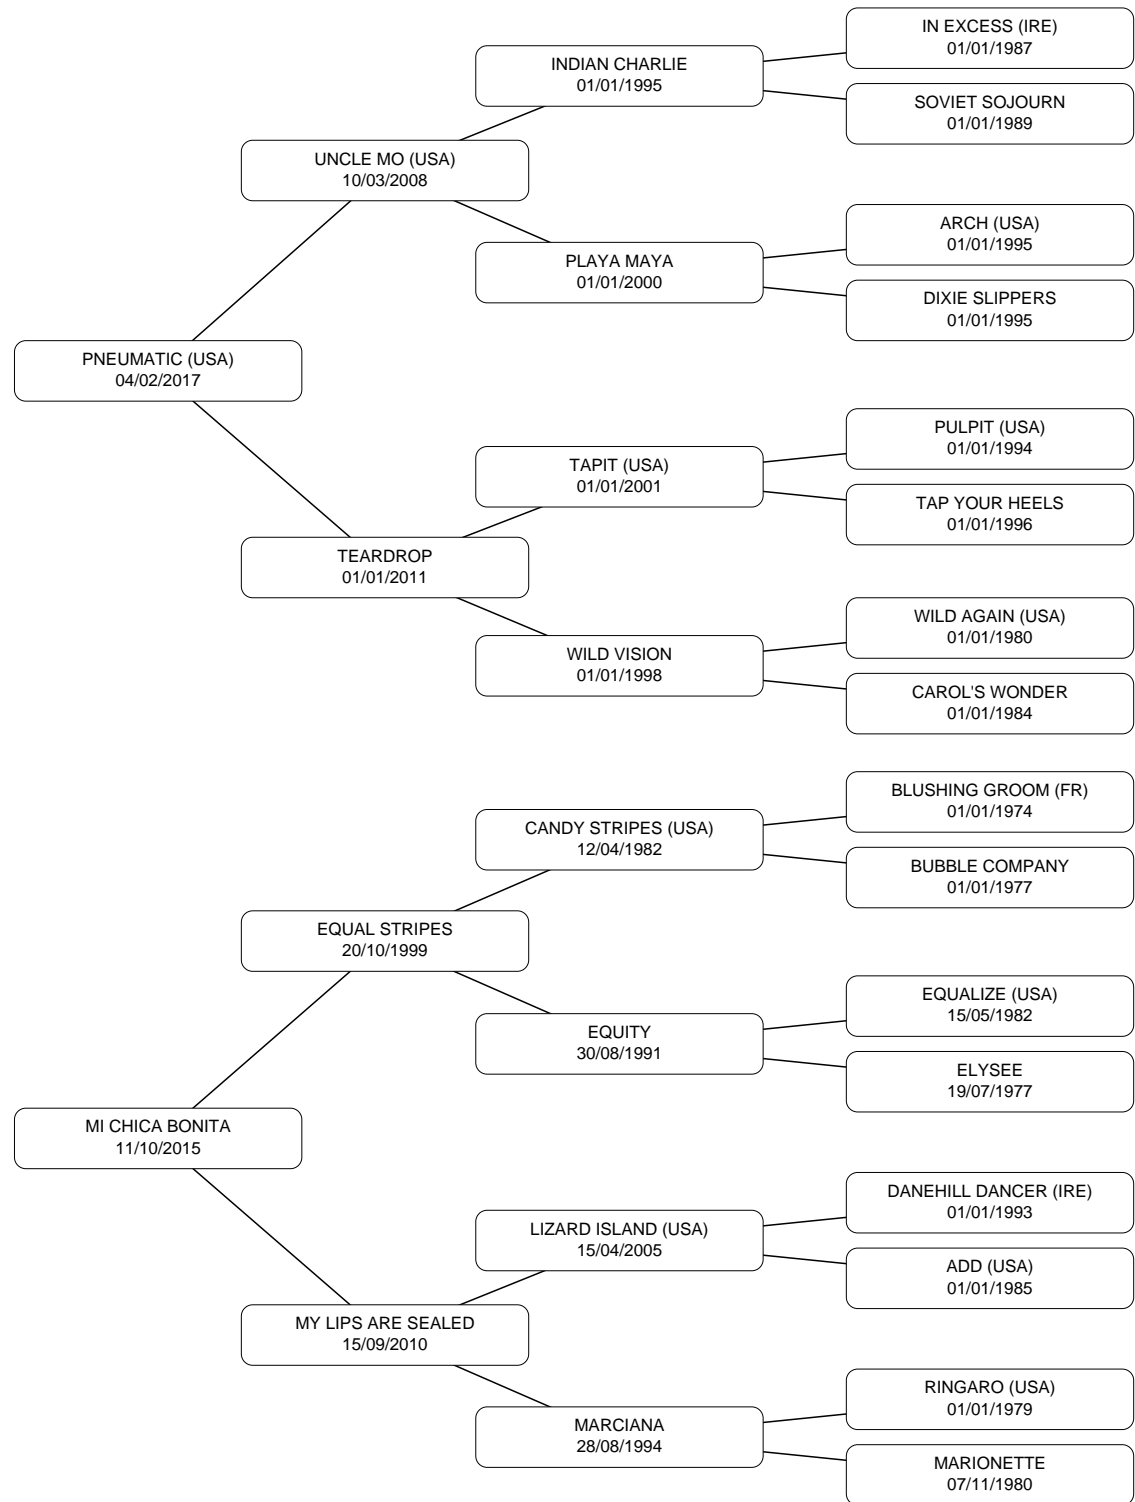 IN EXCESS (IRE)
01/01/1987
INDIAN CHARLIE
01/01/1995
SOVIET SOJOURN
01/01/1989
UNCLE MO (USA)
10/03/2008
ARCH (USA)
01/01/1995
PLAYA MAYA
01/01/2000
DIXIE SLIPPERS
01/01/1995
PNEUMATIC (USA)
04/02/2017
PULPIT (USA)
01/01/1994
TAPIT (USA)
01/01/2001
TAP YOUR HEELS
01/01/1996
TEARDROP
01/01/2011
WILD AGAIN (USA)
01/01/1980
WILD VISION
01/01/1998
CAROL'S WONDER
01/01/1984
BLUSHING GROOM (FR)
01/01/1974
CANDY STRIPES (USA)
12/04/1982
BUBBLE COMPANY
01/01/1977
EQUAL STRIPES
20/10/1999
EQUALIZE (USA)
15/05/1982
EQUITY
30/08/1991
ELYSEE
19/07/1977
MI CHICA BONITA
11/10/2015
DANEHILL DANCER (IRE)
01/01/1993
LIZARD ISLAND (USA)
15/04/2005
ADD (USA)
01/01/1985
MY LIPS ARE SEALED
15/09/2010
RINGARO (USA)
01/01/1979
MARCIANA
28/08/1994
MARIONETTE
07/11/1980